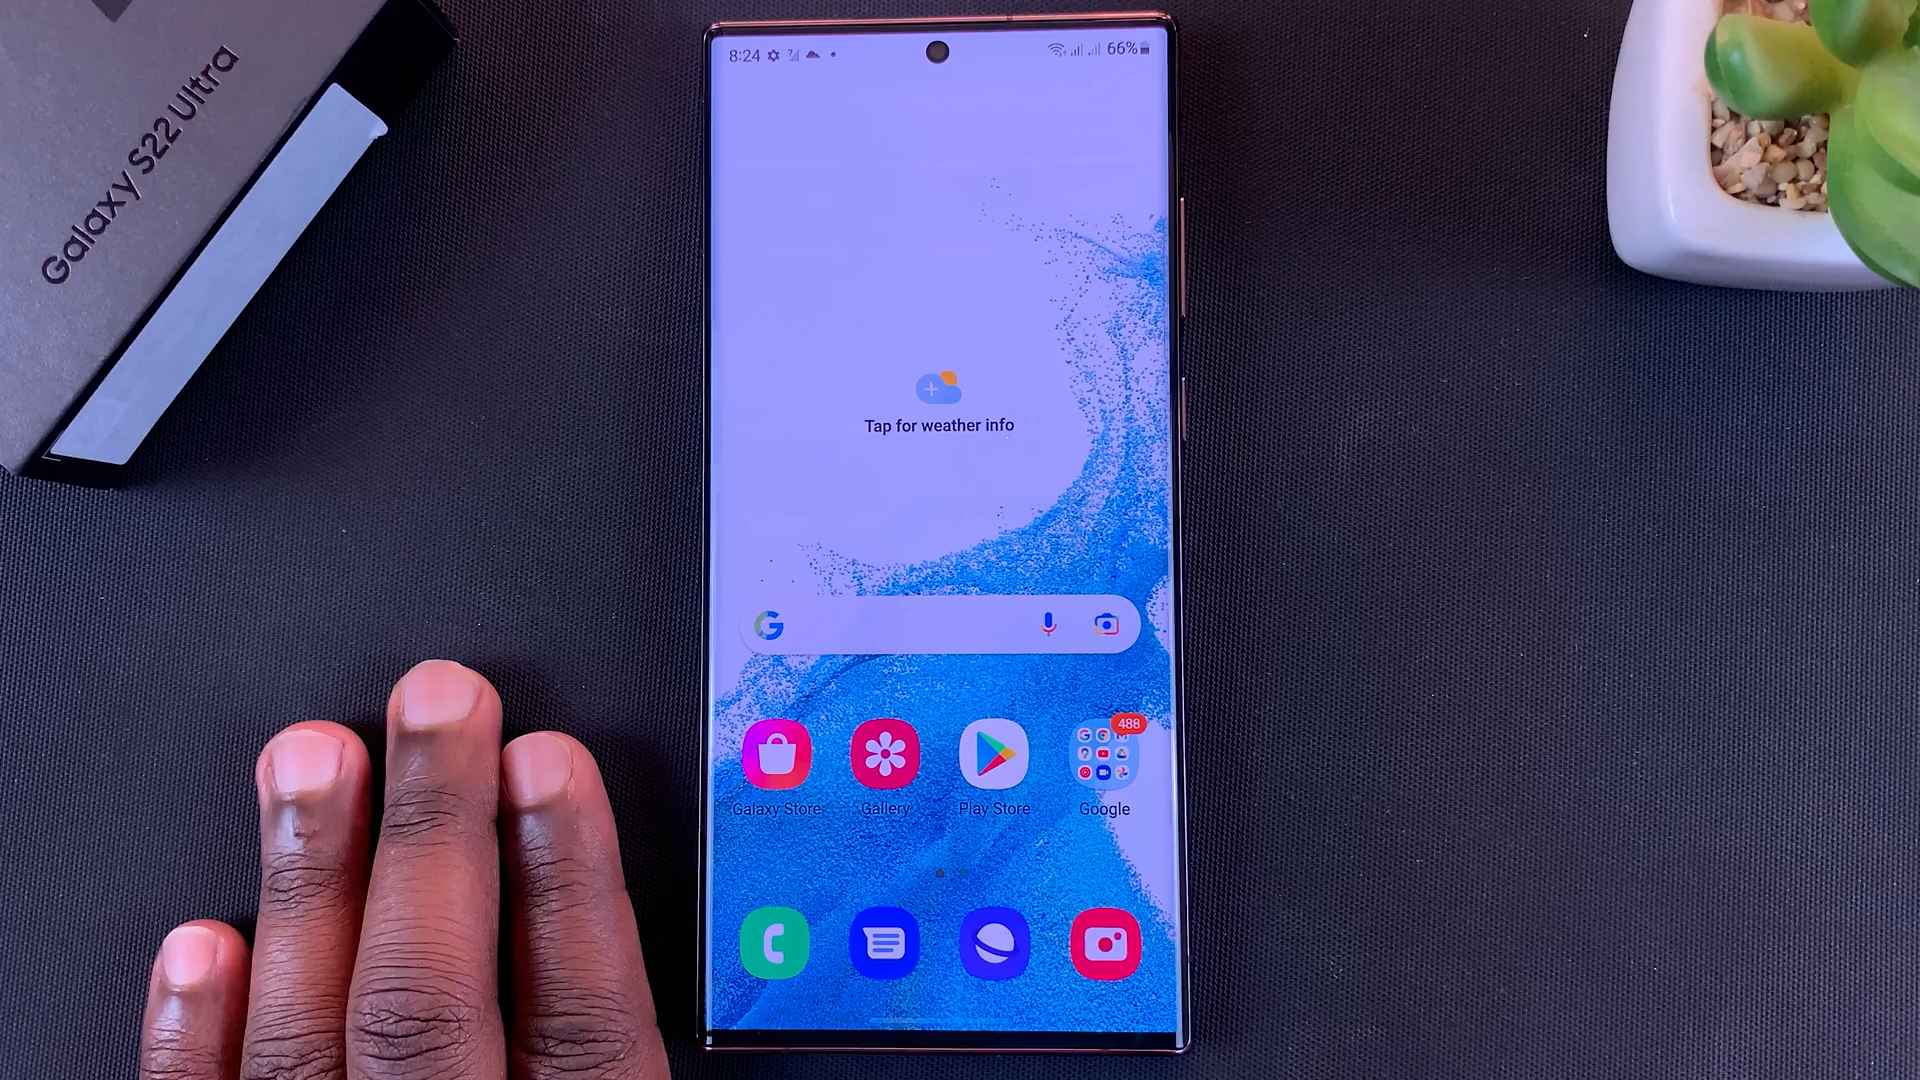 Galaxy S22 Ultra
8:24
66%
Tap for weather info
488
Galaxy Store
Gallery
Play Store
Google